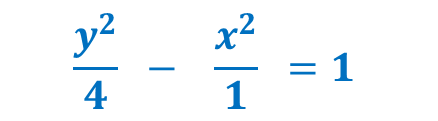 y²/4 − x²/1 = 1